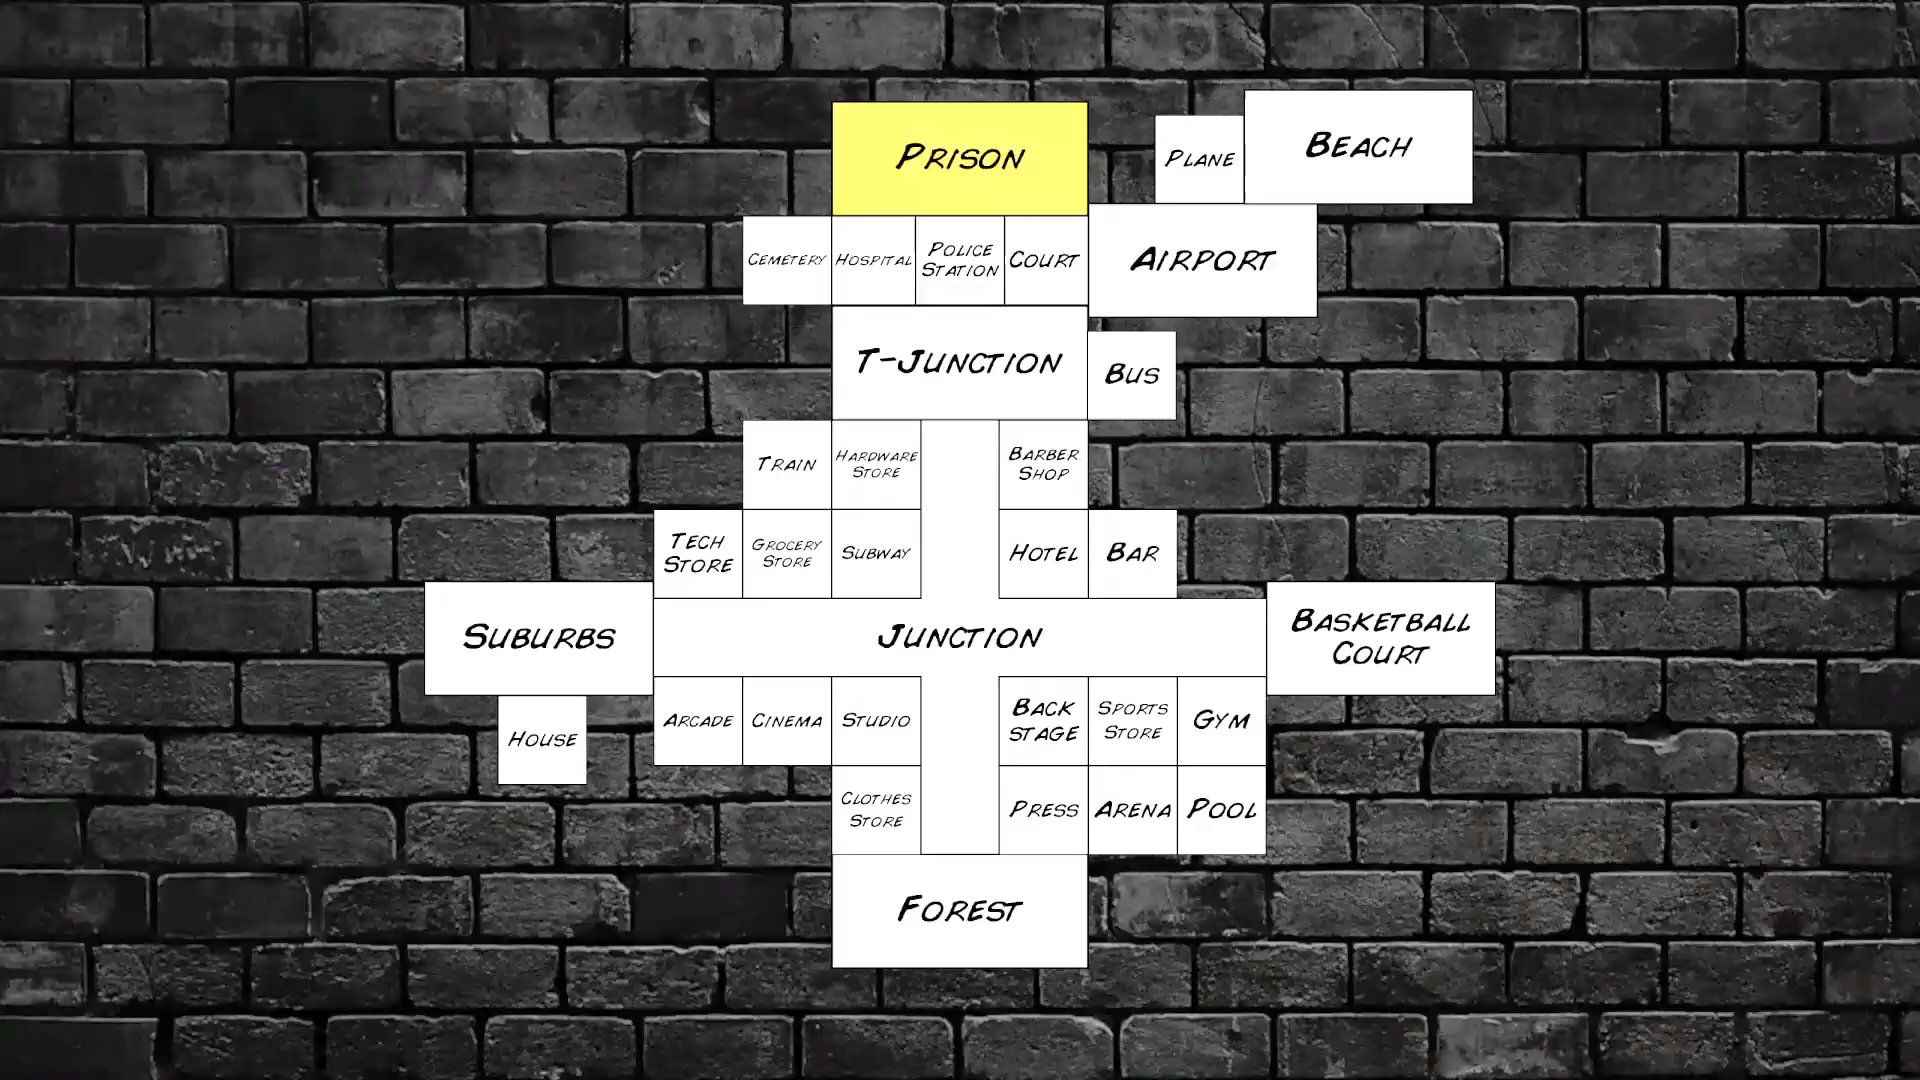 PRISON
PLANE
BEACH
CEMETERY
HOSPITAL
POLICE
STATION
COURT
AIRPORT
T-JUNCTION
BUS
TRAIN
HARDWARE
STORE
BARBER
SHOP
TECH
STORE
GROCERY
STORE
SUBWAY
HOTEL
BAR
SUBURBS
JUNCTION
BASKETBALL
COURT
HOUSE
ARCADE
CINEMA
STUDIO
BACK
STAGE
SPORTS
STORE
GYM
CLOTHES
STORE
PRESS
ARENA
POOL
FOREST